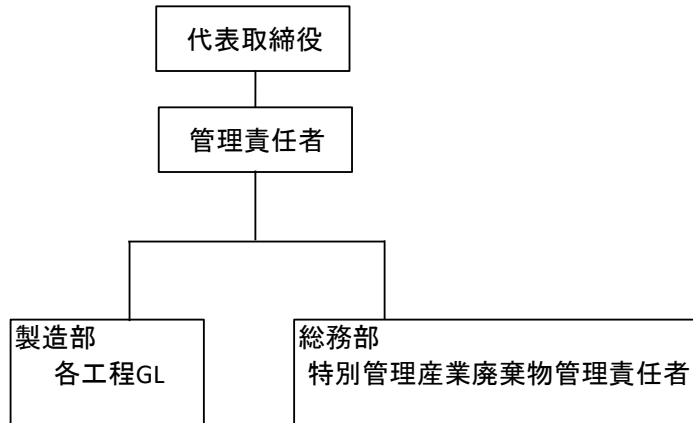 代表取締役
管理責任者
製造部
各工程GL
総務部
特別管理産業廃棄物管理責任者